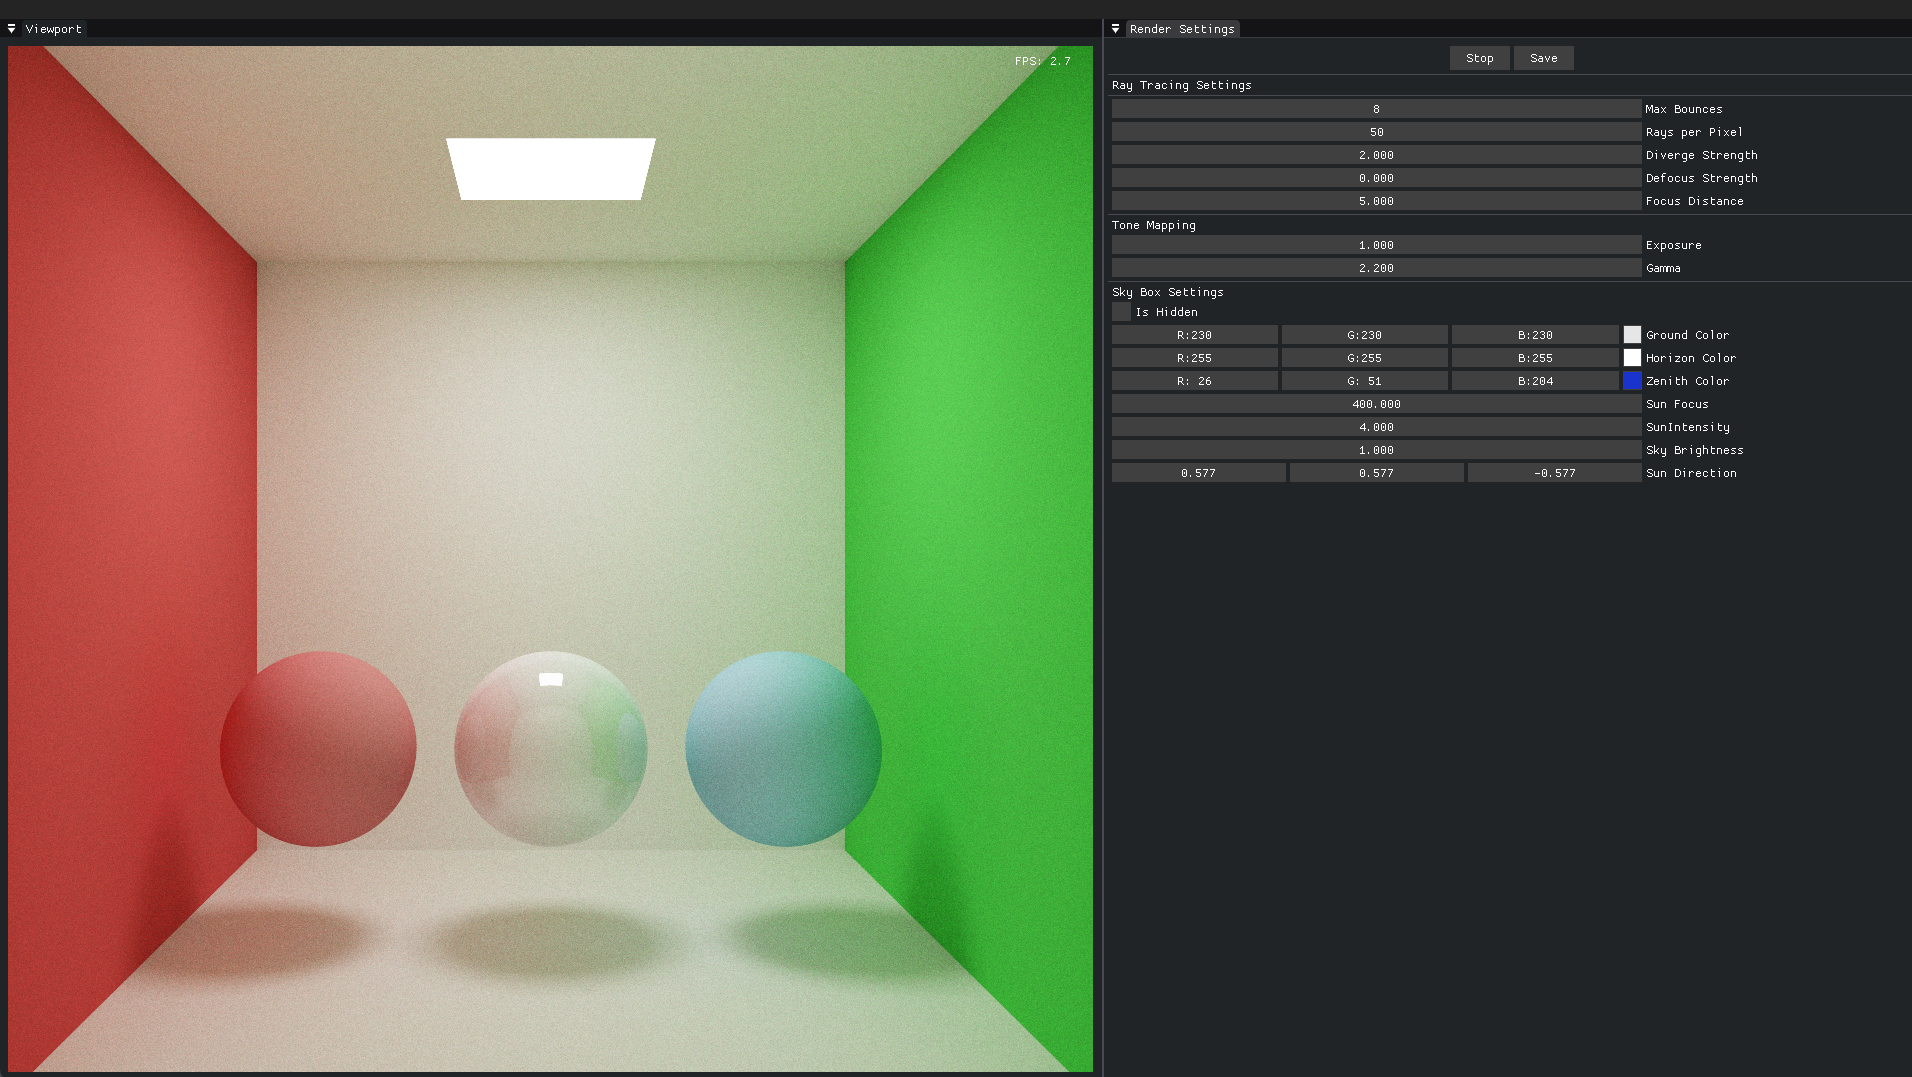 Viewport
FPS: 2.7
Render Settings
Stop Save
Ray Tracing Settings
8 Max Bounces
50 Rays per Pixel
2.000 Diverge Strength
0.000 Defocus Strength
5.000 Focus Distance
Tone Mapping
1.000 Exposure
2.200 Gamma
Sky Box Settings
Is Hidden
R:230 G:230 B:230 Ground Color
R:255 G:255 B:255 Horizon Color
R: 26 G: 51 B:204 Zenith Color
400.000 Sun Focus
4.000 SunIntensity
1.000 Sky Brightness
0.577 0.577 -0.577 Sun Direction